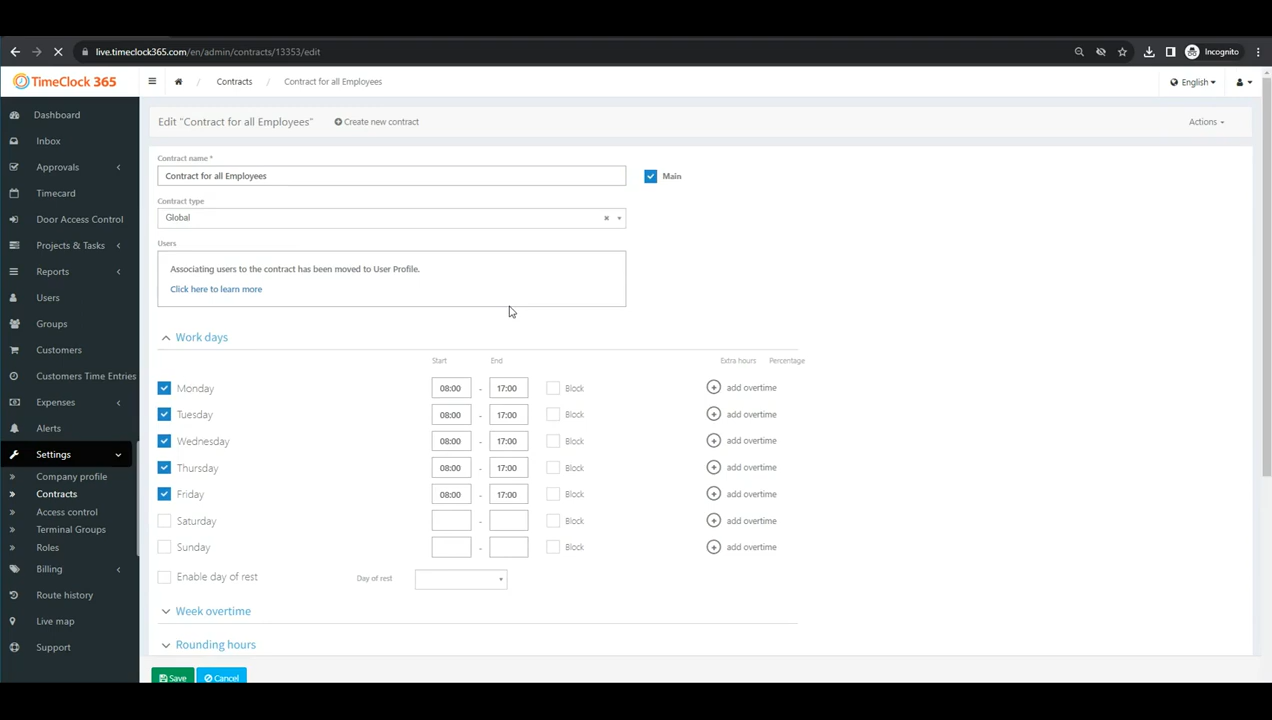 live.timeclock365.com/en/admin/contracts/13353/edit
Incognito
TimeClock 365
Contracts / Contract for all Employees
English
Dashboard
Inbox
Approvals
Timecard
Door Access Control
Projects & Tasks
Reports
Users
Groups
Customers
Customers Time Entries
Expenses
Alerts
Settings
Company profile
Contracts
Access control
Terminal Groups
Roles
Billing
Route history
Live map
Support
Edit "Contract for all Employees"
Create new contract
Actions
Contract name *
Contract for all Employees
Main
Contract type
Global
Users
Associating users to the contract has been moved to User Profile.
Click here to learn more
Work days
Start End Extra hours Percentage
Monday 08:00 - 17:00 Block add overtime
Tuesday 08:00 - 17:00 Block add overtime
Wednesday 08:00 - 17:00 Block add overtime
Thursday 08:00 - 17:00 Block add overtime
Friday 08:00 - 17:00 Block add overtime
Saturday - Block add overtime
Sunday - Block add overtime
Enable day of rest Day of rest
Week overtime
Rounding hours
Save Cancel